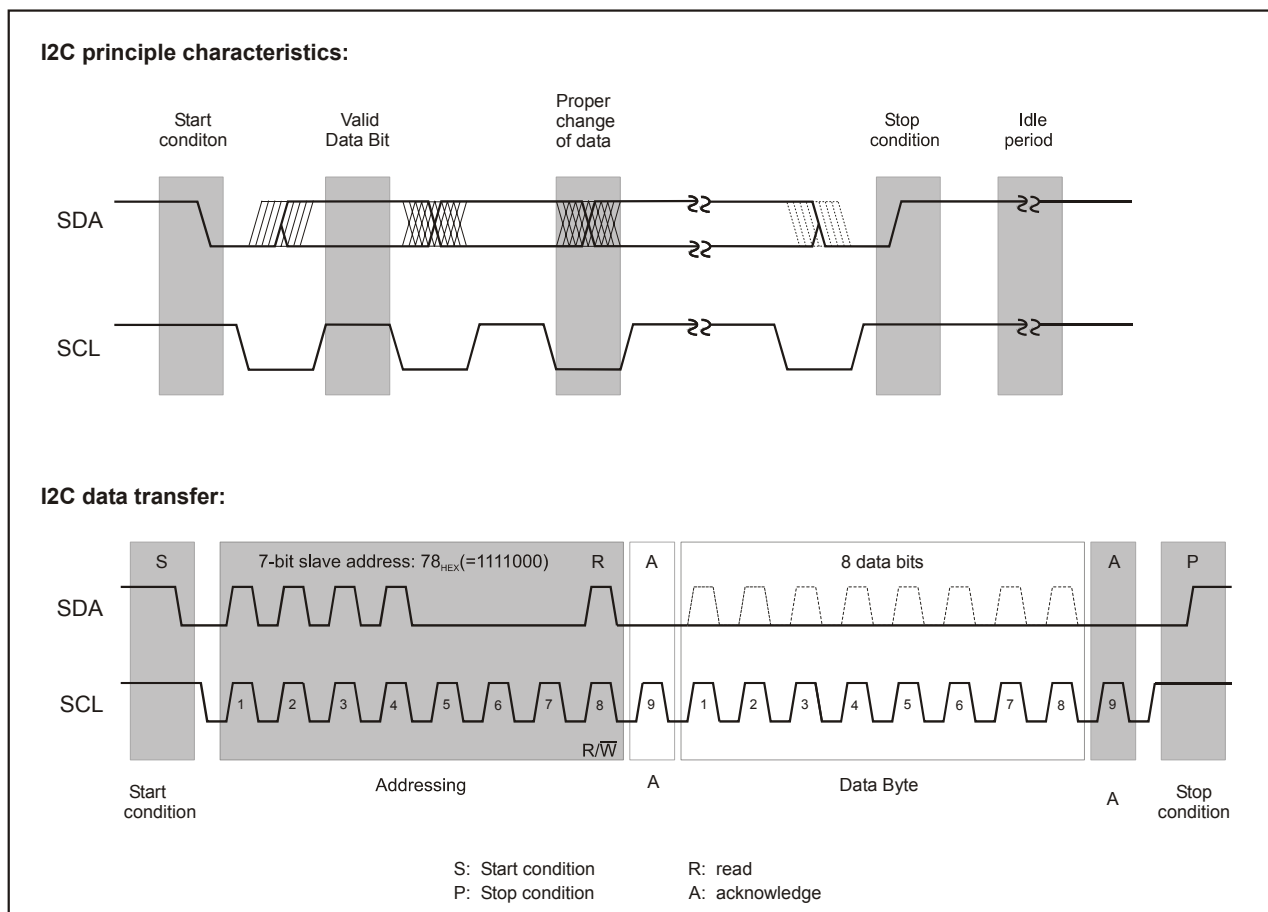 I2C principle characteristics:
Start
conditon
Valid
Data Bit
Proper
change
of data
Stop
condition
Idle
period
SDA
SCL
I2C data transfer:
S
7-bit slave address: 78HEX(=1111000)
R
A
8 data bits
A
P
SDA
SCL
1
2
3
4
5
6
7
8
9
1
2
3
4
5
6
7
8
9
R/W̅
Start
condition
Addressing
A
Data Byte
A
Stop
condition
S: Start condition
R: read
P: Stop condition
A: acknowledge